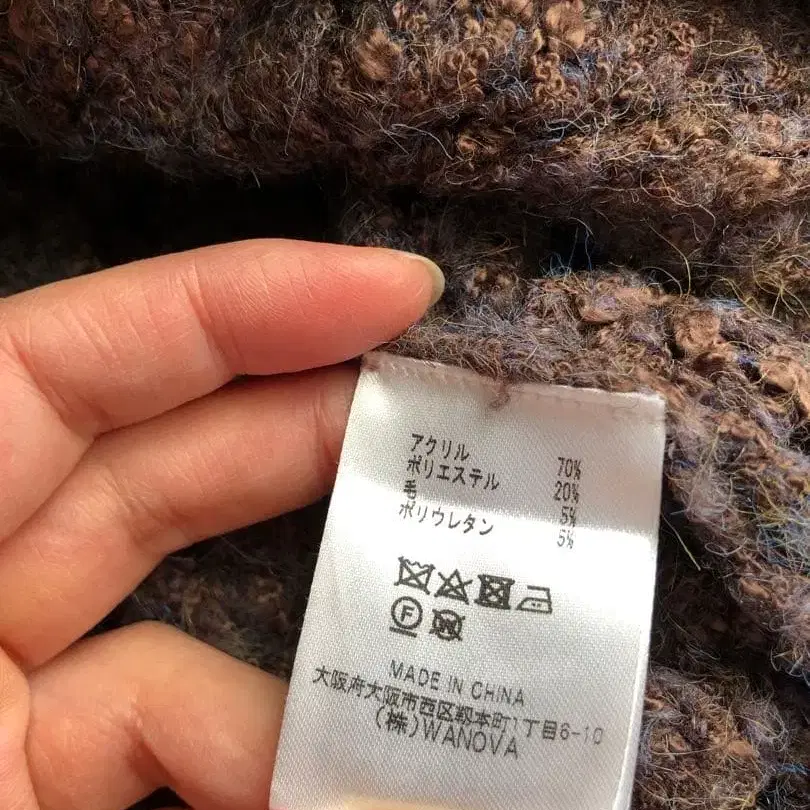 アクリル 70%
ポリエステル 20%
毛 5%
ポリウレタン 5%
F
MADE IN CHINA
大阪府大阪市西区靱本町1丁目6-10
(株)WANOVA